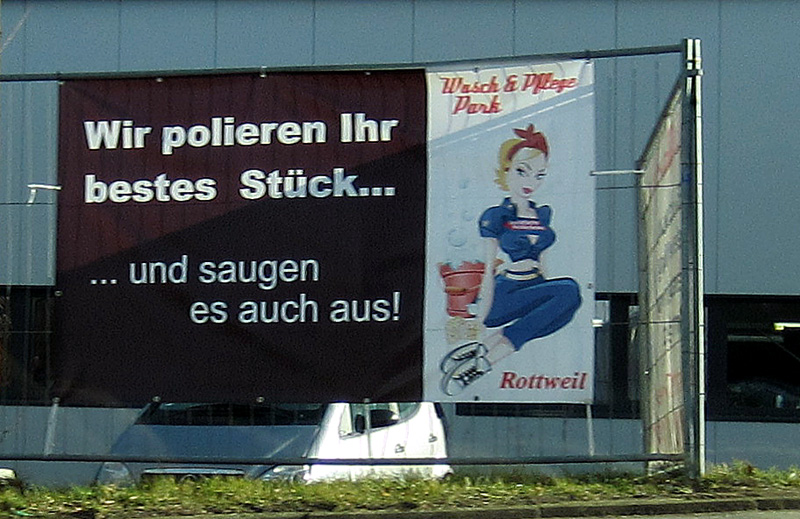 Wir polieren Ihr
bestes Stück...
... und saugen
es auch aus!
Wasch & Pflege
Park
Rottweil